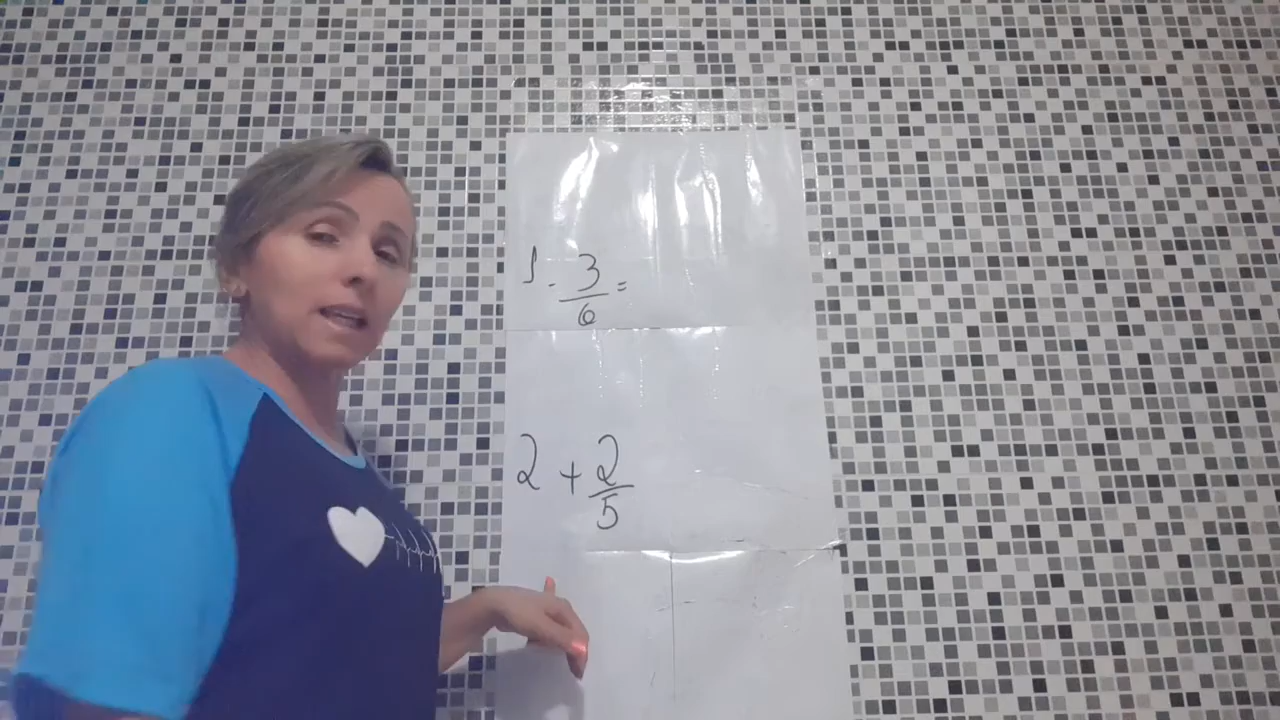 1 - 3/6 =
2 + 2/5